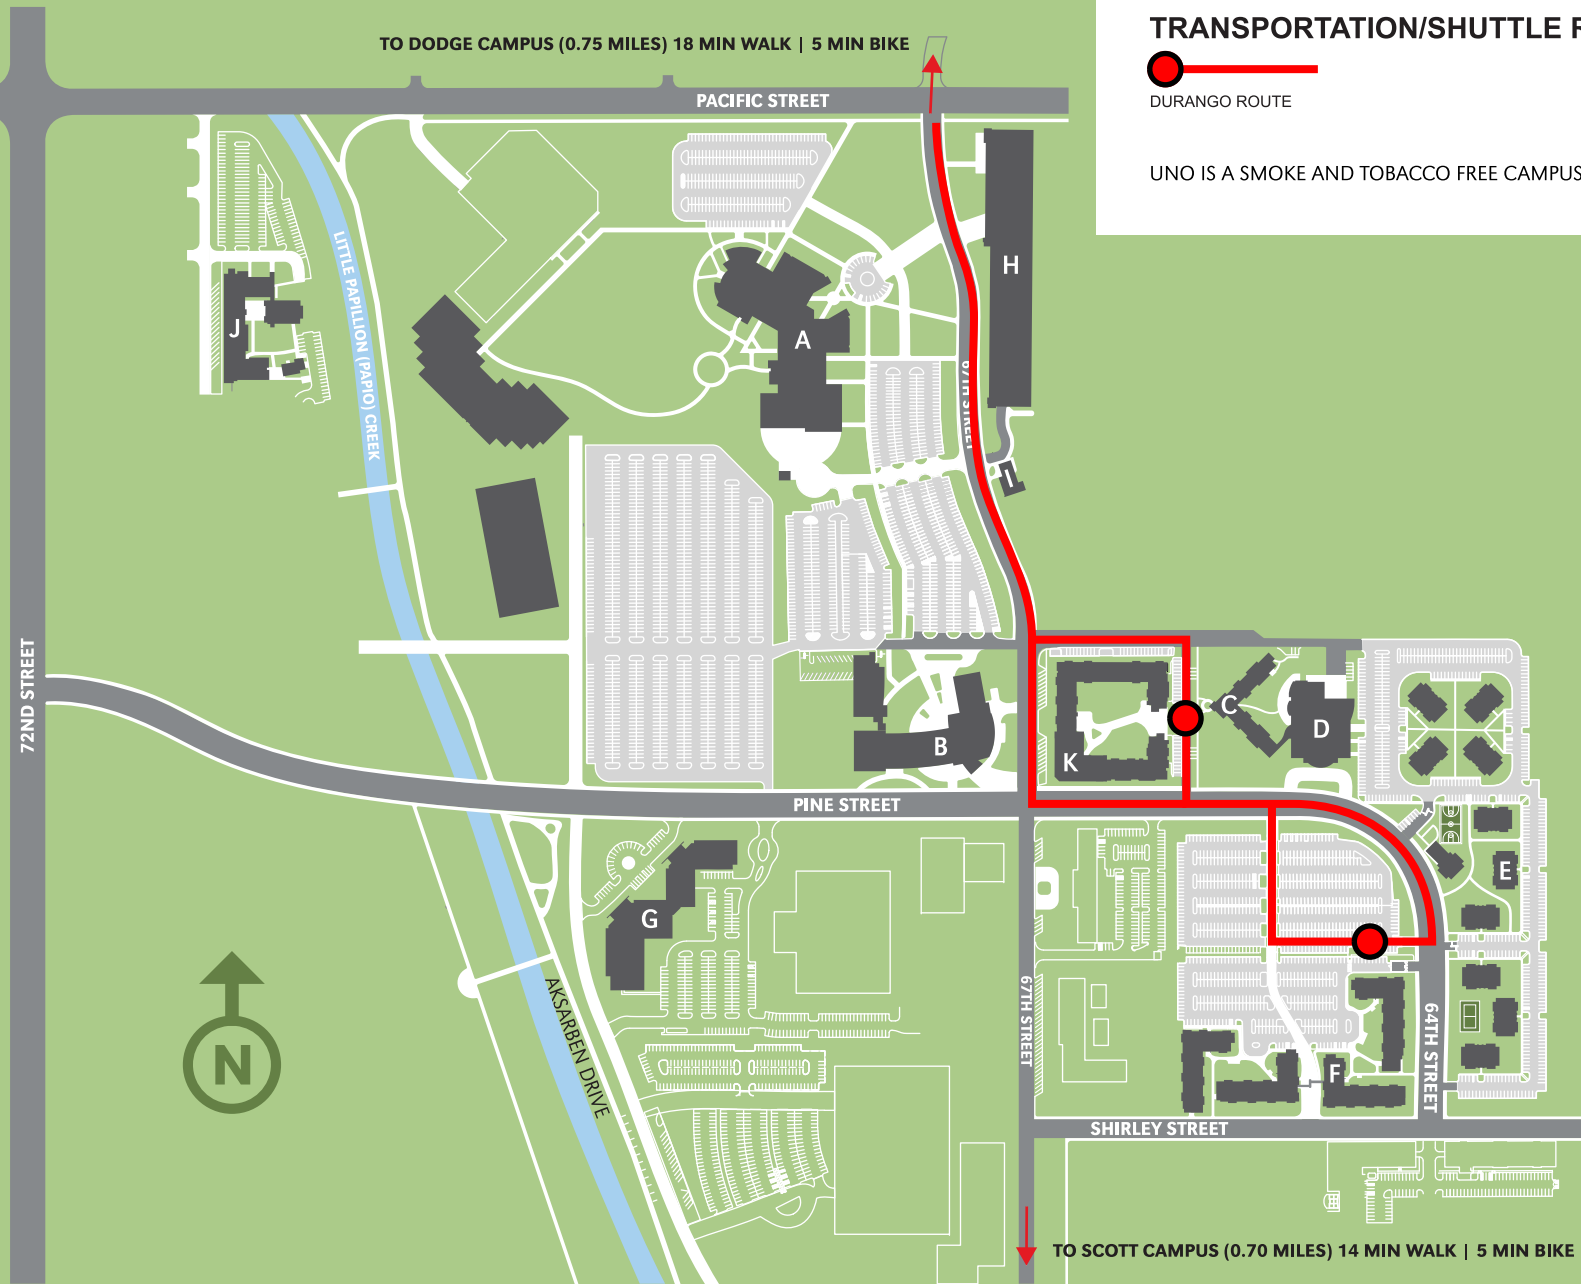 TRANSPORTATION/SHUTTLE R
DURANGO ROUTE
UNO IS A SMOKE AND TOBACCO FREE CAMPUS
TO DODGE CAMPUS (0.75 MILES) 18 MIN WALK | 5 MIN BIKE
PACIFIC STREET
LITTLE PAPILLION (PAPIO) CREEK
H
J
A
67TH STREET
I
72ND STREET
C
D
B
K
PINE STREET
E
G
N
AKSARBEN DRIVE
67TH STREET
64TH STREET
F
SHIRLEY STREET
TO SCOTT CAMPUS (0.70 MILES) 14 MIN WALK | 5 MIN BIKE